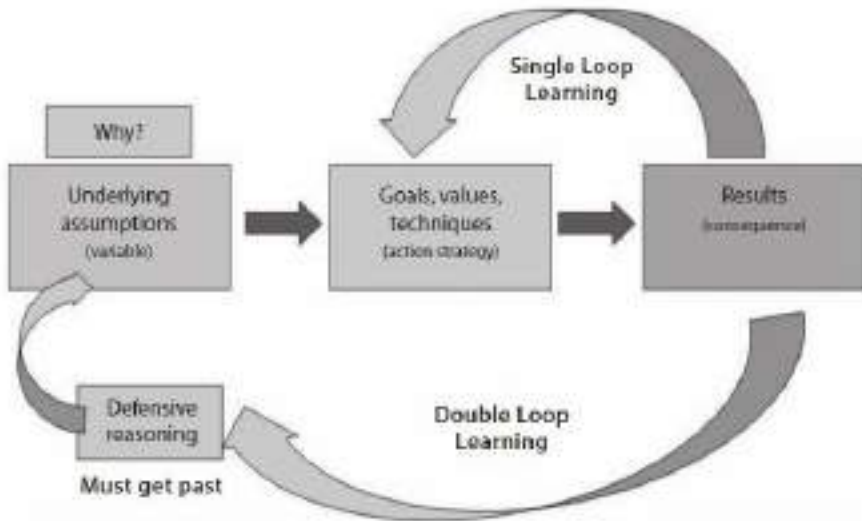 Single Loop
Learning
Why?
Underlying
assumptions
(variable)
Goals, values,
techniques
(action strategy)
Results
(consequence)
Defensive
reasoning
Must get past
Double Loop
Learning